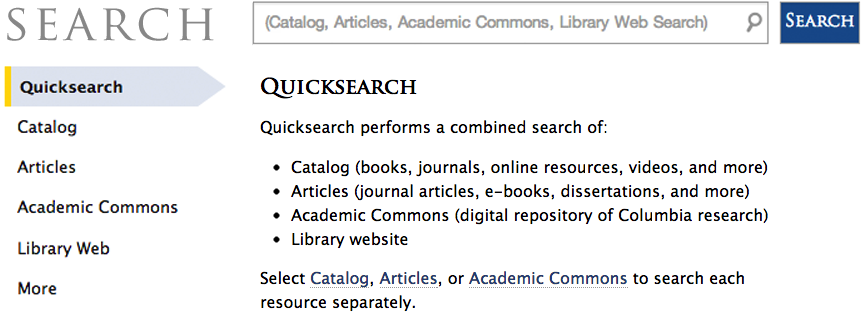 SEARCH
(Catalog, Articles, Academic Commons, Library Web Search)
SEARCH
Quicksearch
Catalog
Articles
Academic Commons
Library Web
More
QUICKSEARCH
Quicksearch performs a combined search of:
• Catalog (books, journals, online resources, videos, and more)
• Articles (journal articles, e-books, dissertations, and more)
• Academic Commons (digital repository of Columbia research)
• Library website
Select Catalog, Articles, or Academic Commons to search each
resource separately.